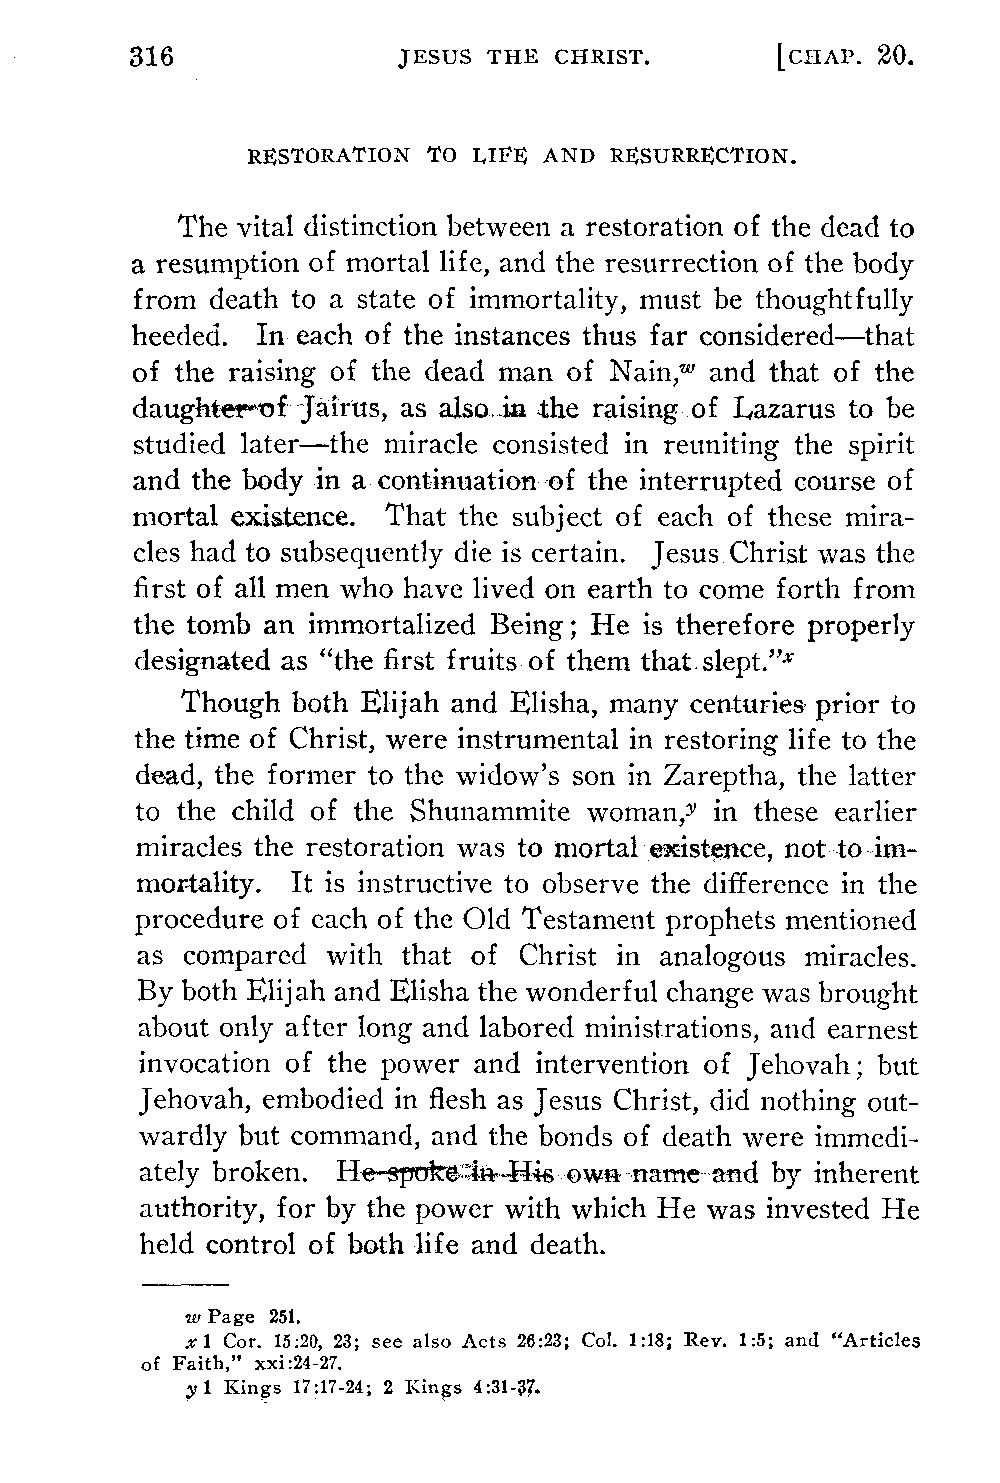 316 JESUS THE CHRIST. [CHAP. 20.
RESTORATION TO LIFE AND RESURRECTION.
The vital distinction between a restoration of the dead to
a resumption of mortal life, and the resurrection of the body
from death to a state of immortality, must be thoughtfully
heeded. In each of the instances thus far considered—that
of the raising of the dead man of Nain,w and that of the
daughter of Jairus, as also in the raising of Lazarus to be
studied later—the miracle consisted in reuniting the spirit
and the body in a continuation of the interrupted course of
mortal existence. That the subject of each of these mira-
cles had to subsequently die is certain. Jesus Christ was the
first of all men who have lived on earth to come forth from
the tomb an immortalized Being; He is therefore properly
designated as “the first fruits of them that slept.”x
Though both Elijah and Elisha, many centuries prior to
the time of Christ, were instrumental in restoring life to the
dead, the former to the widow's son in Zareptha, the latter
to the child of the Shunammite woman,y in these earlier
miracles the restoration was to mortal existence, not to im-
mortality. It is instructive to observe the difference in the
procedure of each of the Old Testament prophets mentioned
as compared with that of Christ in analogous miracles.
By both Elijah and Elisha the wonderful change was brought
about only after long and labored ministrations, and earnest
invocation of the power and intervention of Jehovah; but
Jehovah, embodied in flesh as Jesus Christ, did nothing out-
wardly but command, and the bonds of death were immedi-
ately broken. He spoke in His own name and by inherent
authority, for by the power with which He was invested He
held control of both life and death.
w Page 251.
x 1 Cor. 15:20, 23; see also Acts 26:23; Col. 1:18; Rev. 1:5; and “Articles
of Faith,” xxi:24-27.
y 1 Kings 17:17-24; 2 Kings 4:31-37.